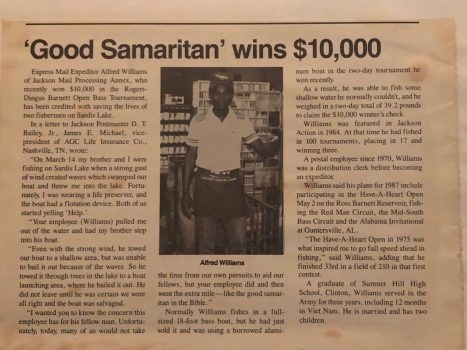 'Good Samaritan' wins $10,000
Express Mail Expeditor Alfred Williams
of Jackson Mail Processing Annex, who
recently won $10,000 in the Rogers-
Dingus Bargnet Open Bass Tournament,
has been credited with saving the lives of
two fishermen on Sardis Lake.
In a letter to Jackson Postmaster D. T.
Bailey, Jr., James E. Michael, vice-
president of AGC Life Insurance Co.,
Nashville, TN, wrote:
"On March 14 my brother and I were
fishing on Sardis Lake when a strong gust
of wind created waves which swamped our
boat and threw me into the lake. Fortu-
nately, I was wearing a life preserver, and
the boat had a flotation device. Both of us
started yelling 'Help.'
"Your employee (Williams) pulled me
out of the water and had my brother step
into his boat.
"Even with the strong wind, he towed
our boat to a shallow area, but was unable
to bail it our because of the waves. So he
towed it through trees in the lake to a boat
launching area, where he bailed it out. He
did not leave until he was certain we were
all right and the boat was salvaged.
"I wanted you to know the concern this
employee has for his fellow man. Unfortu-
nately, today, many of us would not take
Alfred Williams
the time from our own pursuits to aid our
fellows, but your employee did and then
went the extra mile—like the good samar-
itan in the Bible."
Normally Williams fishes in a full-
sized 18-foot bass boat, but he had just
sold it and was using a borrowed alumi-
num boat in the two-day tournament he
won recently.
As a result, he was able to fish some
shallow water he normally couldn't, and he
weighed in a two-day total of 39.2 pounds
to claim the $10,000 winner's check.
Williams was featured in Jackson
Action in 1984. At that time he had fished
in 100 tournaments, placing in 17 and
winning three.
A postal employee since 1970, Williams
was a distribution clerk before becoming
an expeditor.
Williams said his plans for 1987 include
participating in the Have-A-Heart Open
May 2 on the Ross Barnett Reservoir, fish-
ing the Red Man Circuit, the Mid-South
Bass Circuit and the Alabama Invitational
at Guntersville, AL.
"The Have-A-Heart Open in 1975 was
what inspired me to go full speed ahead in
fishing," said Williams, adding that he
finished 33rd in a field of 210 in that first
contest.
A graduate of Sumner Hill High
School, Clinton, Williams served in the
Army for three years, including 12 months
in Viet Nam. He is married and has two
children.